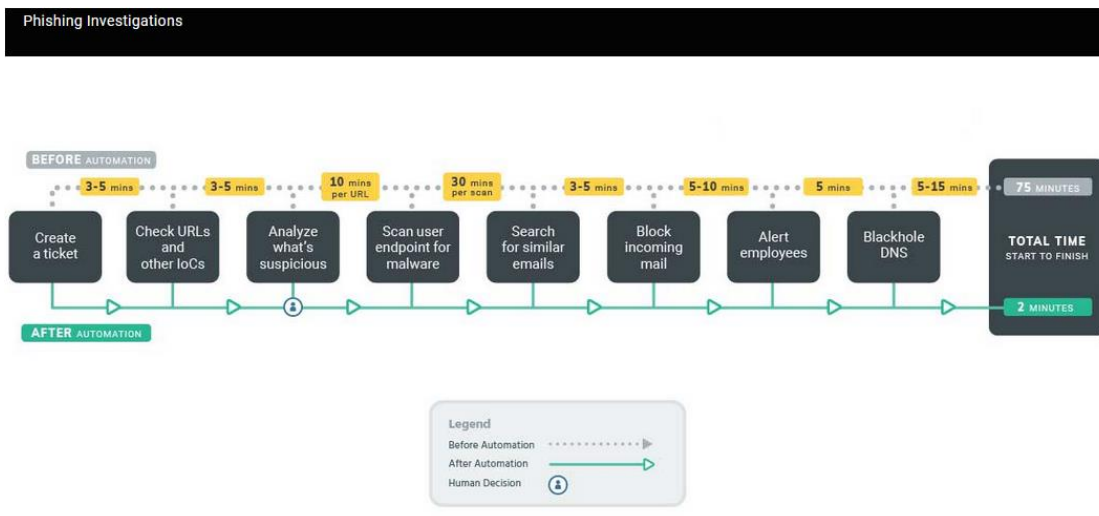 Phishing Investigations
BEFORE AUTOMATION
3-5 mins
3-5 mins
10 mins
per URL
30 mins
per scan
3-5 mins
5-10 mins
5 mins
5-15 mins
75 MINUTES
Create
a ticket
Check URLs
and
other IoCs
Analyze
what's
suspicious
Scan user
endpoint for
malware
Search
for similar
emails
Block
incoming
mail
Alert
employees
Blackhole
DNS
TOTAL TIME
START TO FINISH
AFTER AUTOMATION
2 MINUTES
Legend
Before Automation
After Automation
Human Decision